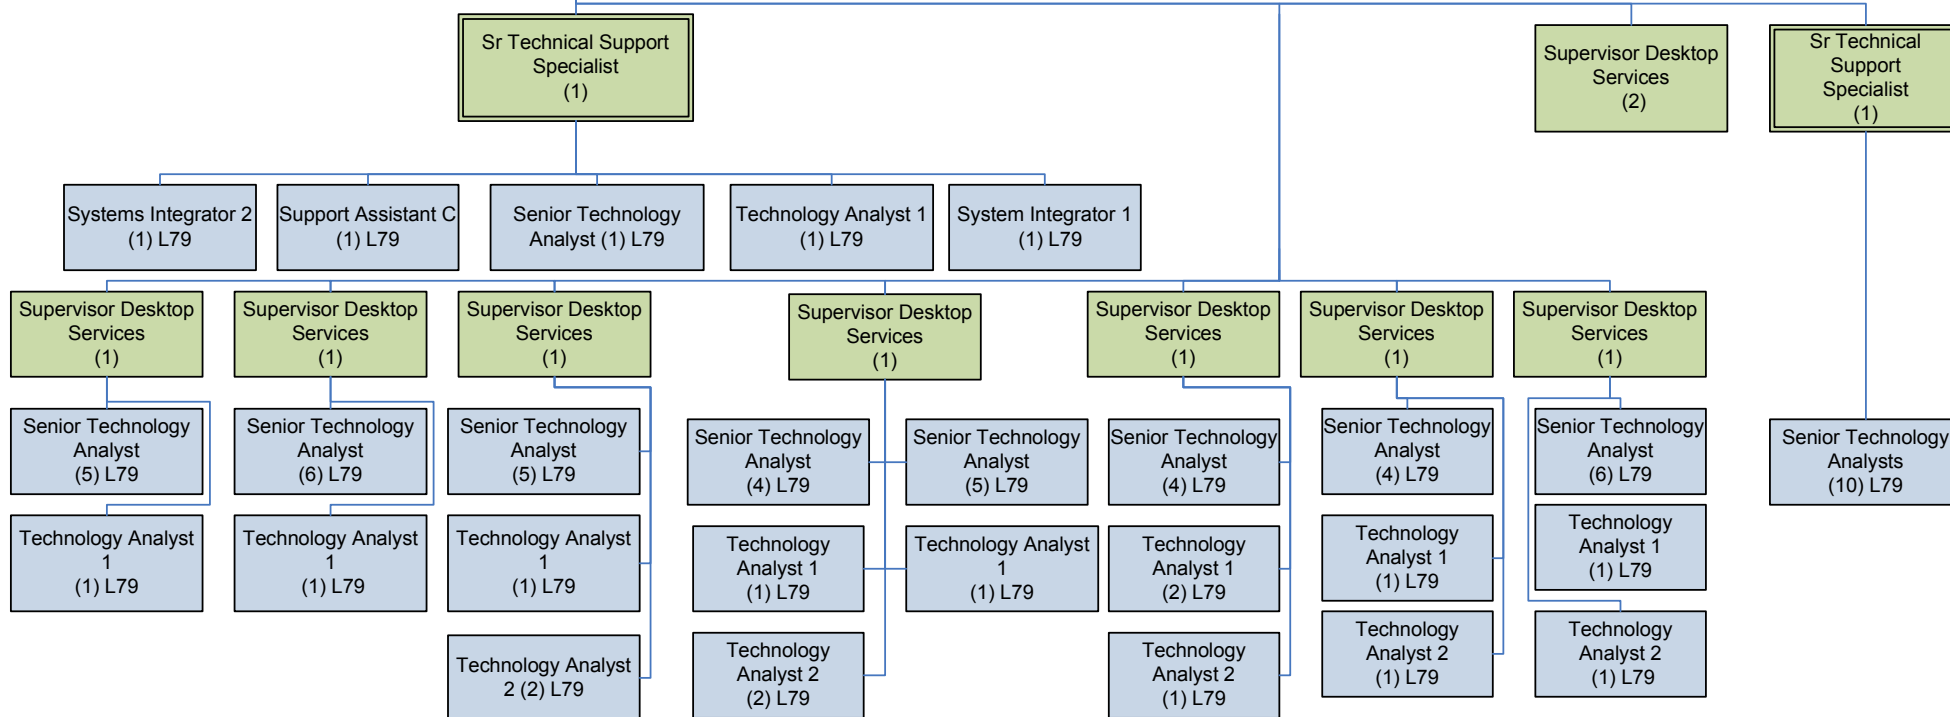 Sr Technical Support
Specialist
(1)
Supervisor Desktop
Services
(2)
Sr Technical
Support
Specialist
(1)
Systems Integrator 2
(1) L79
Support Assistant C
(1) L79
Senior Technology
Analyst (1) L79
Technology Analyst 1
(1) L79
System Integrator 1
(1) L79
Supervisor Desktop
Services
(1)
Supervisor Desktop
Services
(1)
Supervisor Desktop
Services
(1)
Supervisor Desktop
Services
(1)
Supervisor Desktop
Services
(1)
Supervisor Desktop
Services
(1)
Supervisor Desktop
Services
(1)
Senior Technology
Analyst
(5) L79
Senior Technology
Analyst
(6) L79
Senior Technology
Analyst
(5) L79
Senior Technology
Analyst
(4) L79
Senior Technology
Analyst
(5) L79
Senior Technology
Analyst
(4) L79
Senior Technology
Analyst
(4) L79
Senior Technology
Analyst
(6) L79
Senior Technology
Analysts
(10) L79
Technology Analyst
1
(1) L79
Technology Analyst
1
(1) L79
Technology Analyst
1
(1) L79
Technology
Analyst 1
(1) L79
Technology Analyst
1
(1) L79
Technology
Analyst 1
(2) L79
Technology
Analyst 1
(1) L79
Technology
Analyst 1
(1) L79
Technology Analyst
2 (2) L79
Technology
Analyst 2
(2) L79
Technology
Analyst 2
(1) L79
Technology
Analyst 2
(1) L79
Technology
Analyst 2
(1) L79